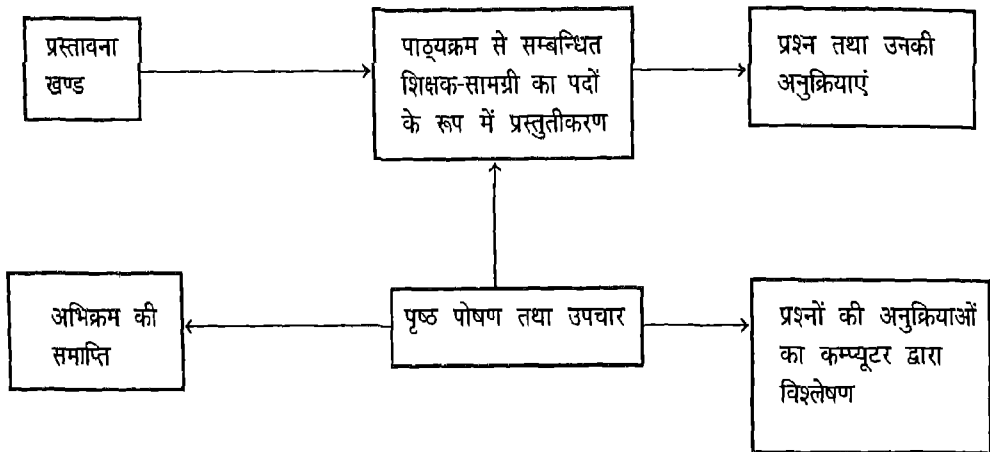 प्रस्तावना
खण्ड
पाठ्यक्रम से सम्बन्धित
शिक्षक-सामग्री का पदों
के रूप में प्रस्तुतीकरण
प्रश्न तथा उनकी
अनुक्रियाएं
अभिक्रम की
समाप्ति
पृष्ठ पोषण तथा उपचार
प्रश्नों की अनुक्रियाओं
का कम्प्यूटर द्वारा
विश्लेषण